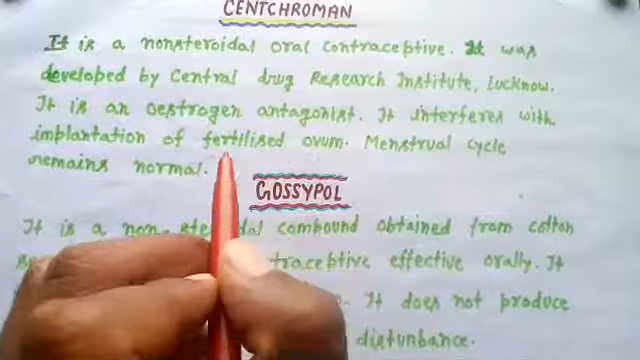 CENTCHROMAN
It is a nonsteroidal oral contraceptive. It was
developed by Central drug Research Institute, Lucknow.
It is an oestrogen antagonist. It interferes with
implantation of fertilised ovum. Menstrual cycle
remains normal.
GOSSYPOL
It is a non compound obtained from cotton
effective orally. It
It does not produce
disturbance.